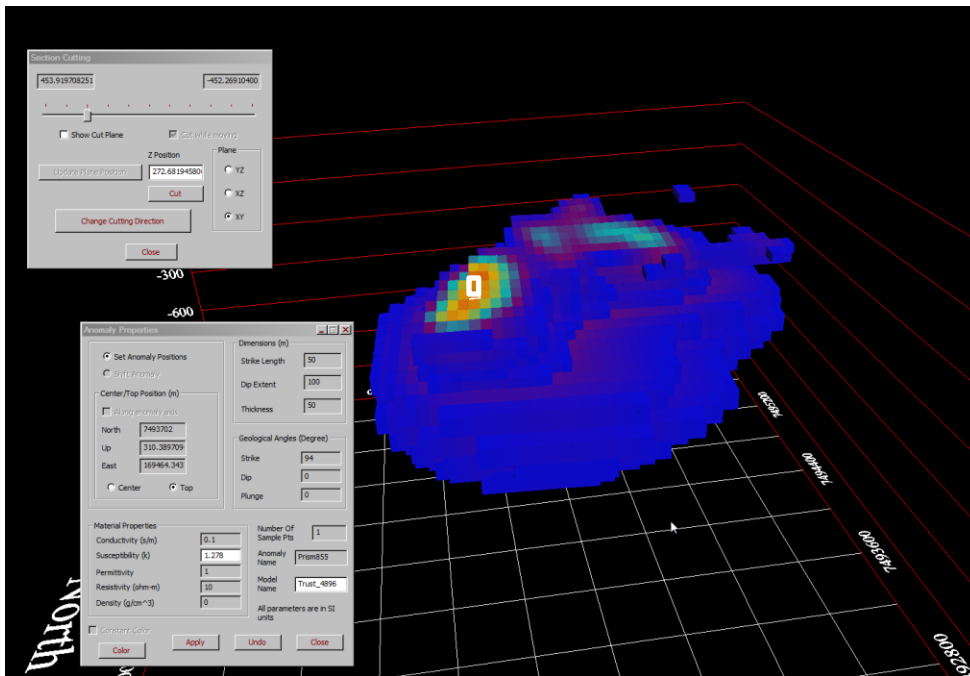 Section Cutting
453.919708251
-452.26910400
Show Cut Plane
Cut while moving
Z Position
Plane
Update Plane Position
272.681945800
YZ
Cut
XZ
Change Cutting Direction
XY
Close
-300
-600
Anomaly Properties
Set Anomaly Positions
Shift Anomaly
Center/Top Position (m)
Along anomaly axis
North 7493702
Up 310.389709
East 169464.343
Center Top
Dimensions (m)
Strike Length 50
Dip Extent 100
Thickness 50
Geological Angles (Degree)
Strike 94
Dip 0
Plunge 0
Material Properties
Conductivity (s/m) 0.1
Susceptibility (k) 1.278
Permittivity 1
Resistivity (ohm-m) 10
Density (g/cm^3) 0
Number Of
Sample Pts 1
Anomaly
Name Prism855
Model
Name Trust_4896
All parameters are in SI
units
Constant Color
Color
Apply
Undo
Close
7495200
7494400
7493600
92800
North